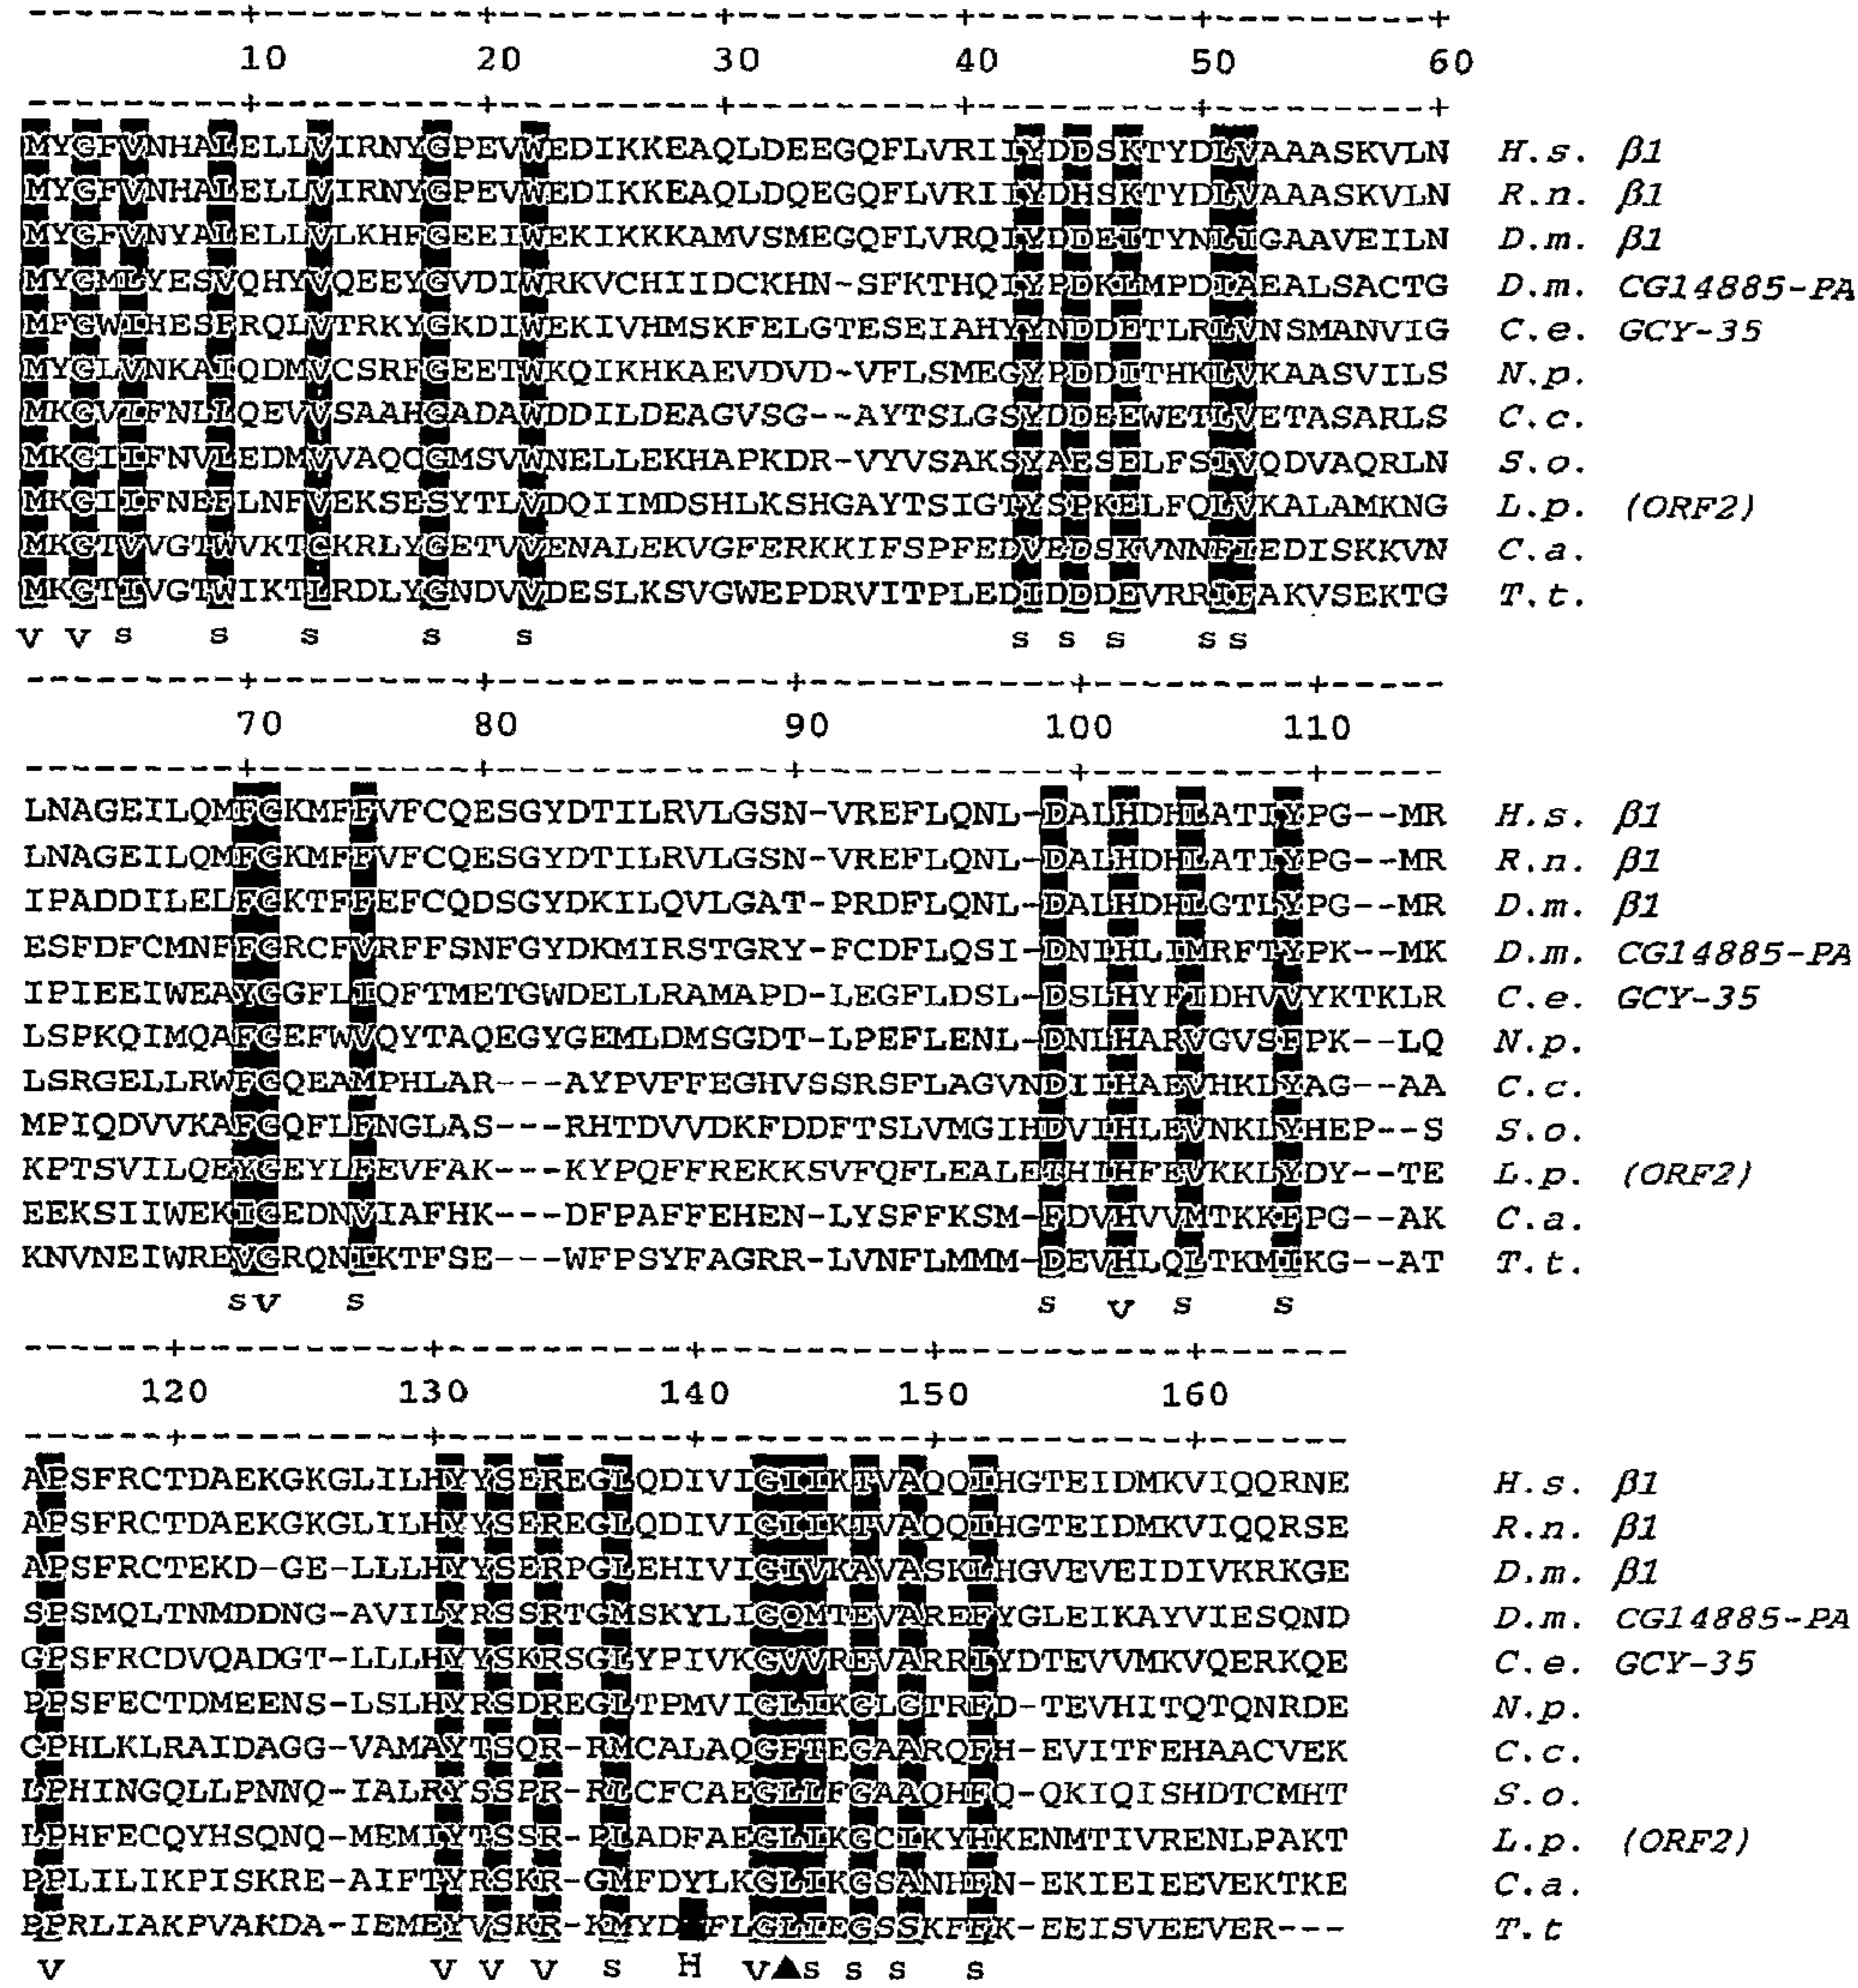 10 20 30 40 50 60
MYGFVNHALELLVIRNYGPEVWEDIKKEAQLDEEGQFLVRIIYDDSKTYDLVAAASKVLN H.s. β1
MYGFVNHALELLVIRNYGPEVWEDIKKEAQLDQEGQFLVRIIYDHSKTYDLVAAASKVLN R.n. β1
MYGFVNYALELLVLKHFGEEIWEKIKKKAMVSMEGQFLVRQIYDDEITYNLIGAAVEILN D.m. β1
MYGMLYESVQHYVQEEYGVDIWRKVCHIIDCKHN-SFKTHQIYPDKLMPDIAEALSACTG D.m. CG14885-PA
MFGWIHESFRQLVTRKYGKDIWEKIVHMSKFELGTESEIAHYYNDDETLRLVNSMANVIG C.e. GCY-35
MYGLVNKAIQDMVCSRFGEETWKQIKHKAEVDVD-VFLSMEGYPDDITHKLVKAASVILS N.p.
MKGVIFNLLQEVVSAAHGADAWDDILDEAGVSG--AYTSLGSYDDEEWETLVETASARLS C.c.
MKGIIFNVLEDMVVAQCGMSVWNELLEKHAPKDR-VYVSAKSYAESELFSIVQDVAQRLN S.o.
MKGIIFNEFLNFVEKSESYTLVDQIIMDSHLKSHGAYTSIGTYSPKELFQLVKALAMKNG L.p. (ORF2)
MKGTVVGTWVKTCKRLYGETVVENALEKVGFERKKIFSPFEDVEDSKVNNFIEDISKKVN C.a.
MKGTIVGTWIKTLRDLYGNDVVDESLKSVGWEPDRVITPLEDIDDDEVRRIFAKVSEKTG T.t.
v v s s s s s s s s s s
70 80 90 100 110
LNAGEILQMFGKMFFVFCQESGYDTILRVLGSN-VREFLQNL-DALHDHLATIYPG--MR H.s. β1
LNAGEILQMFGKMFFVFCQESGYDTILRVLGSN-VREFLQNL-DALHDHLATIYPG--MR R.n. β1
IPADDILELFGKTFFEFCQDSGYDKILQVLGAT-PRDFLQNL-DALHDHLGTLYPG--MR D.m. β1
ESFDFCMNFFGRCFVRFFSNFGYDKMIRSTGRY-FCDFLQSI-DNIHLIMRFTYPK--MK D.m. CG14885-PA
IPIEEIWEAYGGFLIQFTMETGWDELLRAMAPD-LEGFLDSL-DSLHYFIDHVVYKTKLR C.e. GCY-35
LSPKQIMQAFGEFWVQYTAQEGYGEMLDMSGDT-LPEFLENL-DNLHARVGVSFPK--LQ N.p.
LSRGELLRWFGQEAMPHLAR---AYPVFFEGHVSSRSFLAGVNDIIHAEVHKLYAG--AA C.c.
MPIQDVVKAFGQFLFNGLAS---RHTDVVDKFDDFTSLVMGIHDVIHLEVNKLYHEP--S S.o.
KPTSVILQEYGEYLFEVFAK---KYPQFFREKKSVFQFLEALETHIHFEVKKLYDY--TE L.p. (ORF2)
EEKSIIWEKIGEDNVIAFHK---DFPAFFEHEN-LYSFFKSM-FDVHVVMTKKFPG--AK C.a.
KNVNEIWREVGRQNIKTFSE---WFPSYFAGRR-LVNFLMMM-DEVHLQLTKMIKG--AT T.t.
s v s s v s s
120 130 140 150 160
APSFRCTDAEKGKGLILHYYSEREGLQDIVIGIIKTVAQQIHGTEIDMKVIQQRNE H.s. β1
APSFRCTDAEKGKGLILHYYSEREGLQDIVIGIIKTVAQQIHGTEIDMKVIQQRSE R.n. β1
APSFRCTEKD-GE-LLLHYYSERPGLEHIVIGIVKAVASKLHGVEVEIDIVKRKGE D.m. β1
SPSMQLTNMDDNG-AVILYRSSRTGMSKYLIGQMTEVAREFYGLEIKAYVIESQND D.m. CG14885-PA
GPSFRCDVQADGT-LLLHYYSKRSGLYPIVKGVVREVARRLYDTEVVMKVQERKQE C.e. GCY-35
PPSFECTDMEENS-LSLHYRSDREGLTPMVIGLIKGLGTRFD-TEVHITQTQNRDE N.p.
CPHLKLRAIDAGG-VAMAYTSQR-RMCALAQGFTEGAARQFH-EVITFEHAACVEK C.c.
LPHINGQLLPNNQ-IALRYSSPR-RLCFCAEGLLFGAAQHFQ-QKIQISHDTCMHT S.o.
LPHFECQYHSQNQ-MEMIYTSSR-PLADFAEGLIKGCIKYHKENMTIVRENLPAKT L.p. (ORF2)
PPLILIKPISKRE-AIFTYRSKR-GMFDYLKGLIKGSANHFN-EKIEIEEVEKTKE C.a.
PPRLIAKPVAKDA-IEMEYVSKR-KMYDHFLGLIEGSSKFFK-EEISVEEVER--- T.t
v v v v s H v▲s s s s